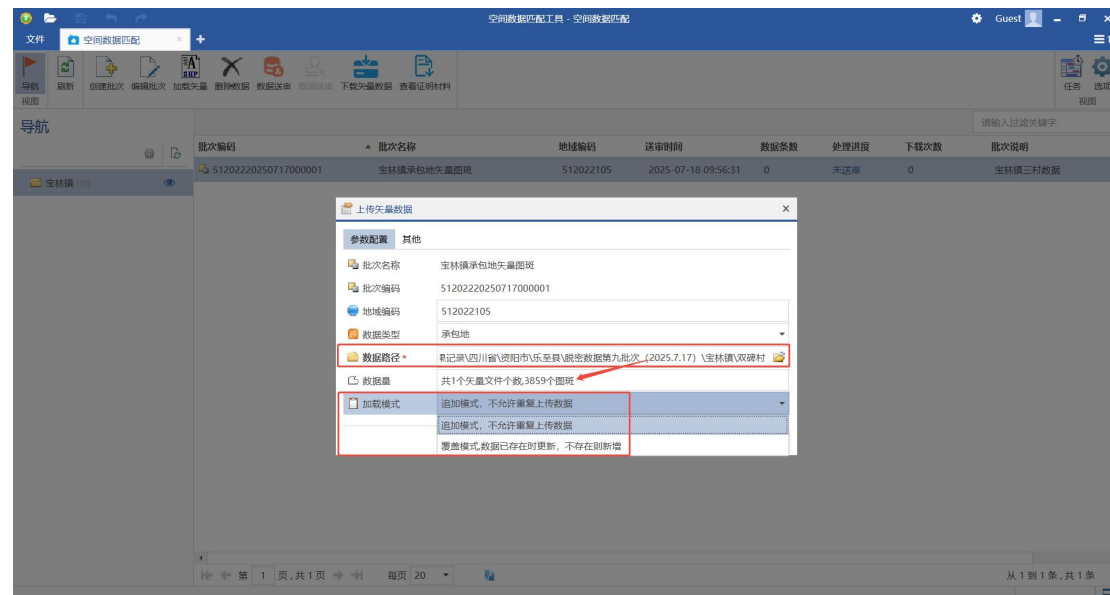 空间数据匹配工具 - 空间数据匹配
Guest
文件 空间数据匹配 × +
导航 刷新 创建批次 编辑批次 加载矢量 删除数据 数据送审 取消送审 下载矢量数据 查看证明材料 任务 选项
视图 视图
导航 请输入过滤关键字
批次编码 批次名称 地域编码 送审时间 数据条数 处理进度 下载次数 批次说明
51202220250717000001 宝林镇承包地矢量图斑 512022105 2025-07-18 09:56:31 0 未送审 0 宝林镇三村数据
宝林镇 105
上传矢量数据 ×
参数配置 其他
批次名称 宝林镇承包地矢量图斑
批次编码 51202220250717000001
地域编码 512022105
数据类型 承包地
数据路径 * 记录\四川省\资阳市\乐至县\脱密数据第九批次（2025.7.17）\宝林镇\双碑村
数据量 共1个矢量文件个数,3859个图斑
加载模式 追加模式，不允许重复上传数据
追加模式，不允许重复上传数据
覆盖模式,数据已存在时更新，不存在则新增
第 1 页,共1页 每页 20 从1到1条,共1条